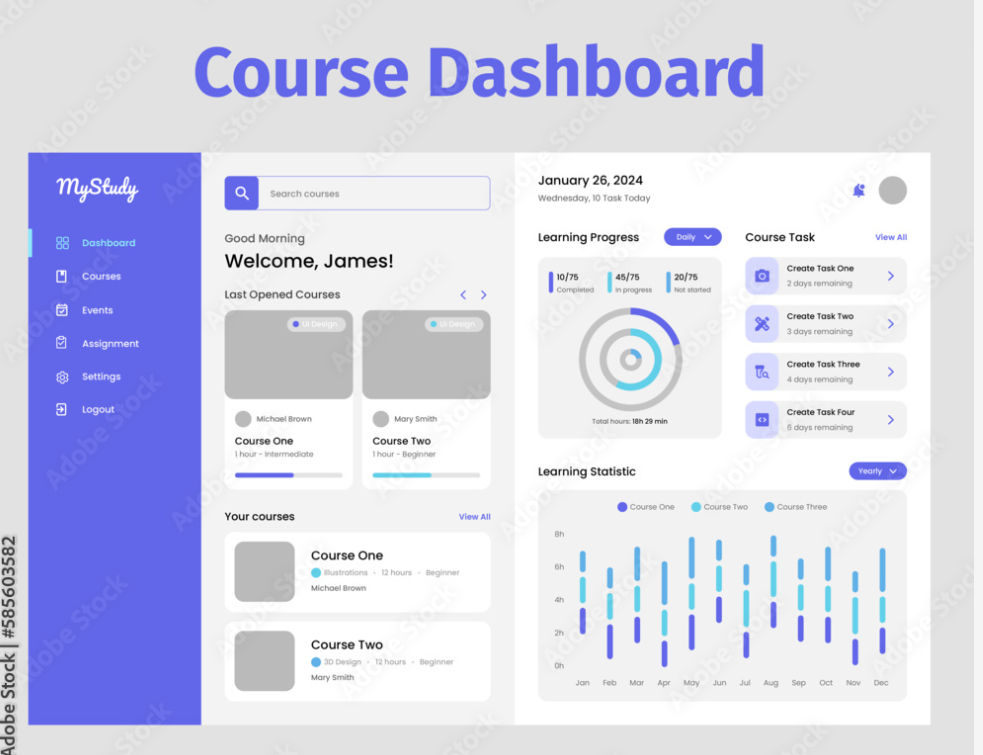 Course Dashboard
MyStudy
Dashboard
Courses
Events
Assignment
Settings
Logout
Search courses
Good Morning
Welcome, James!
Last Opened Courses
UI Design
UI Design
Michael Brown
Course One
1 hour - Intermediate
Mary Smith
Course Two
1 hour - Beginner
Your courses
View All
Course One
Illustrations - 12 hours - Beginner
Michael Brown
Course Two
3D Design - 12 hours - Beginner
Mary Smith
January 26, 2024
Wednesday, 10 Task Today
Learning Progress
Daily
10/75
Completed
45/75
in progress
20/75
Not started
Total hours: 18h 29 min
Course Task
View All
Create Task One
2 days remaining
Create Task Two
3 days remaining
Create Task Three
4 days remaining
Create Task Four
6 days remaining
Learning Statistic
Yearly
Course One
Course Two
Course Three
8h
6h
4h
2h
0h
Jan Feb Mar Apr May Jun Jul Aug Sep Oct Nov Dec
Adobe Stock | #585603582
Adobe Stock